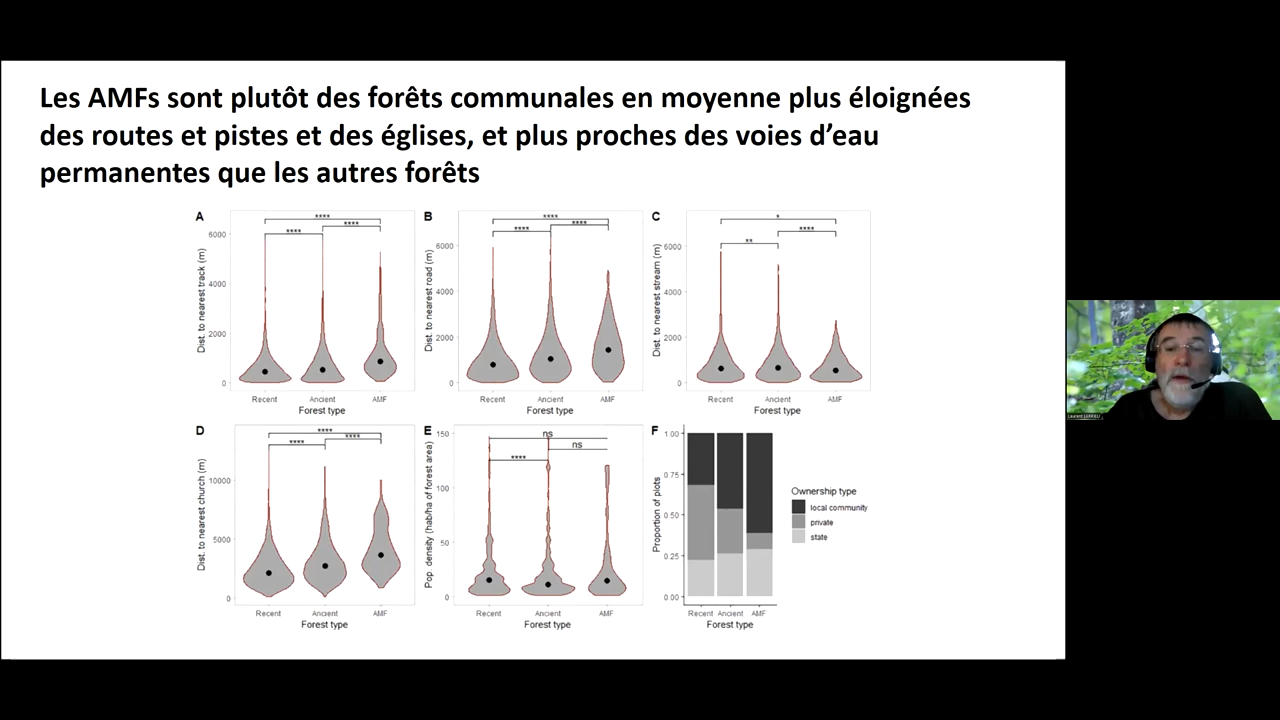 Les AMFs sont plutôt des forêts communales en moyenne plus éloignées
des routes et pistes et des églises, et plus proches des voies d’eau
permanentes que les autres forêts
A
****
****
****
Dist. to nearest track (m)
6000
4000
2000
0
Recent
Ancient
AMF
Forest type
B
****
****
****
Dist. to nearest road (m)
6000
4000
2000
0
Recent
Ancient
AMF
Forest type
C
*
****
**
Dist. to nearest stream (m)
6000
4000
2000
0
Recent
Ancient
AMF
Forest type
D
****
****
****
Dist. to nearest church (m)
10000
5000
0
Recent
Ancient
AMF
Forest type
E
ns
ns
****
Pop. density (hab/ha of forest area)
150
100
50
0
Recent
Ancient
AMF
Forest type
F
Proportion of plots
1.00
0.75
0.50
0.25
0.00
Recent
Ancient
AMF
Forest type
Ownership type
local community
private
state